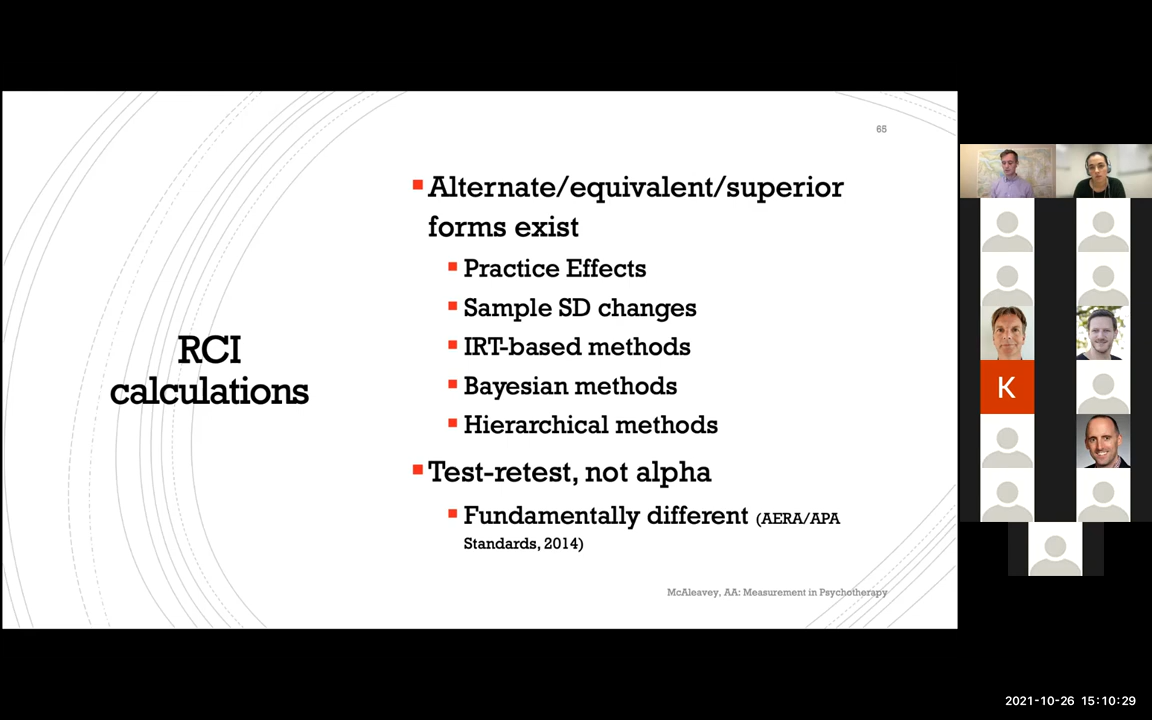 65
RCI
calculations
Alternate/equivalent/superior
forms exist
Practice Effects
Sample SD changes
IRT-based methods
Bayesian methods
Hierarchical methods
Test-retest, not alpha
Fundamentally different (AERA/APA
Standards, 2014)
McAleavey, AA: Measurement in Psychotherapy
K
2021-10-26 15:10:29